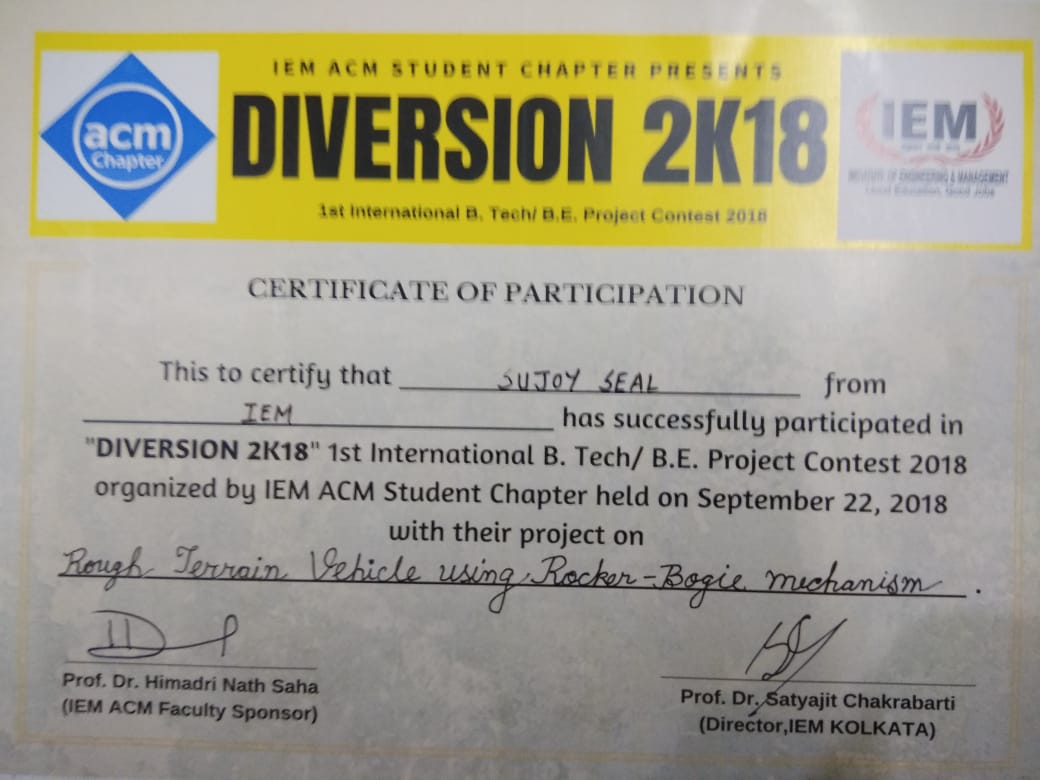 IEM ACM STUDENT CHAPTER PRESENTS
acm
Chapter
DIVERSION 2K18
IEM
INSTITUTE OF ENGINEERING & MANAGEMENT
Good Education, Good Jobs
1st International B. Tech/ B.E. Project Contest 2018
CERTIFICATE OF PARTICIPATION
This to certify that SUJOY SEAL from
IEM has successfully participated in
"DIVERSION 2K18" 1st International B. Tech/ B.E. Project Contest 2018
organized by IEM ACM Student Chapter held on September 22, 2018
with their project on
Rough Terrain Vehicle using Rocker-Bogie mechanism.
Prof. Dr. Himadri Nath Saha
(IEM ACM Faculty Sponsor)
Prof. Dr. Satyajit Chakrabarti
(Director,IEM KOLKATA)